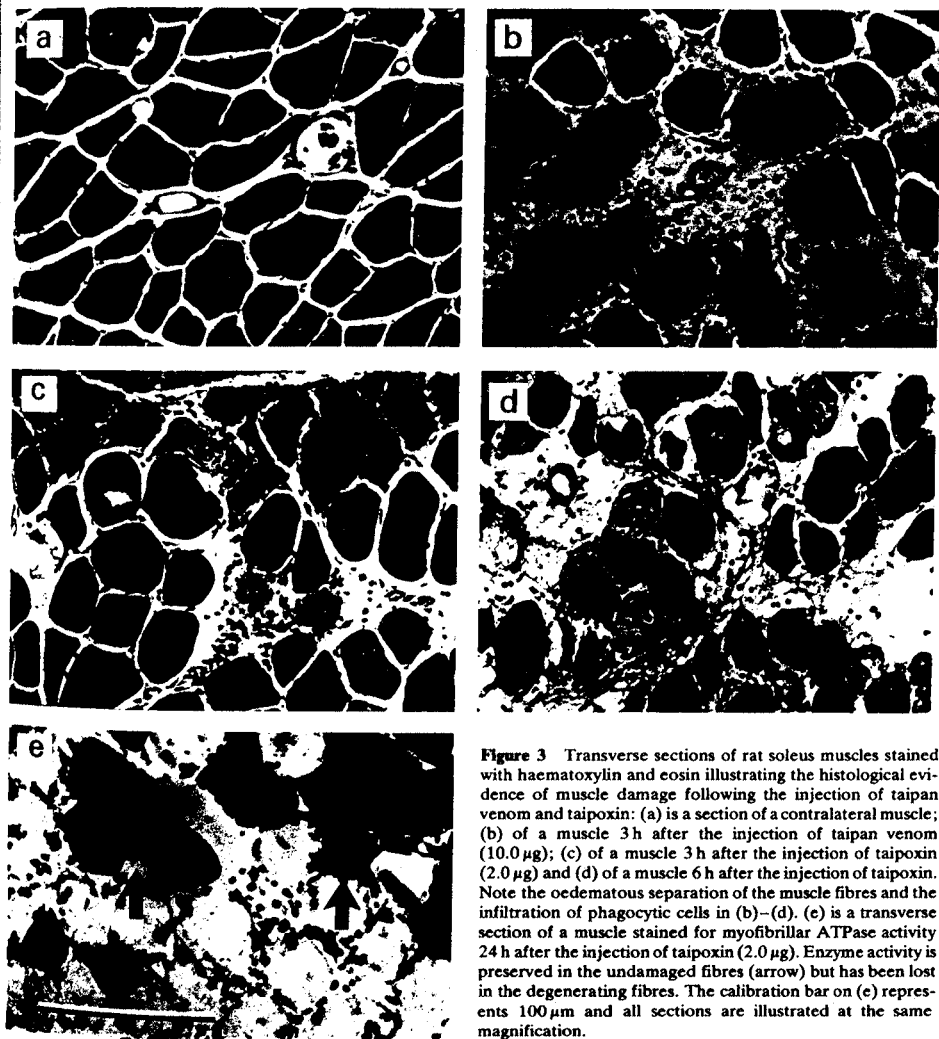 a
b
c
d
e
Figure 3 Transverse sections of rat soleus muscles stained
with haematoxylin and eosin illustrating the histological evi-
dence of muscle damage following the injection of taipan
venom and taipoxin: (a) is a section of a contralateral muscle;
(b) of a muscle 3 h after the injection of taipan venom
(10.0 μg); (c) of a muscle 3 h after the injection of taipoxin
(2.0 μg) and (d) of a muscle 6 h after the injection of taipoxin.
Note the oedematous separation of the muscle fibres and the
infiltration of phagocytic cells in (b)–(d). (e) is a transverse
section of a muscle stained for myofibrillar ATPase activity
24 h after the injection of taipoxin (2.0 μg). Enzyme activity is
preserved in the undamaged fibres (arrow) but has been lost
in the degenerating fibres. The calibration bar on (e) repres-
ents 100 μm and all sections are illustrated at the same
magnification.